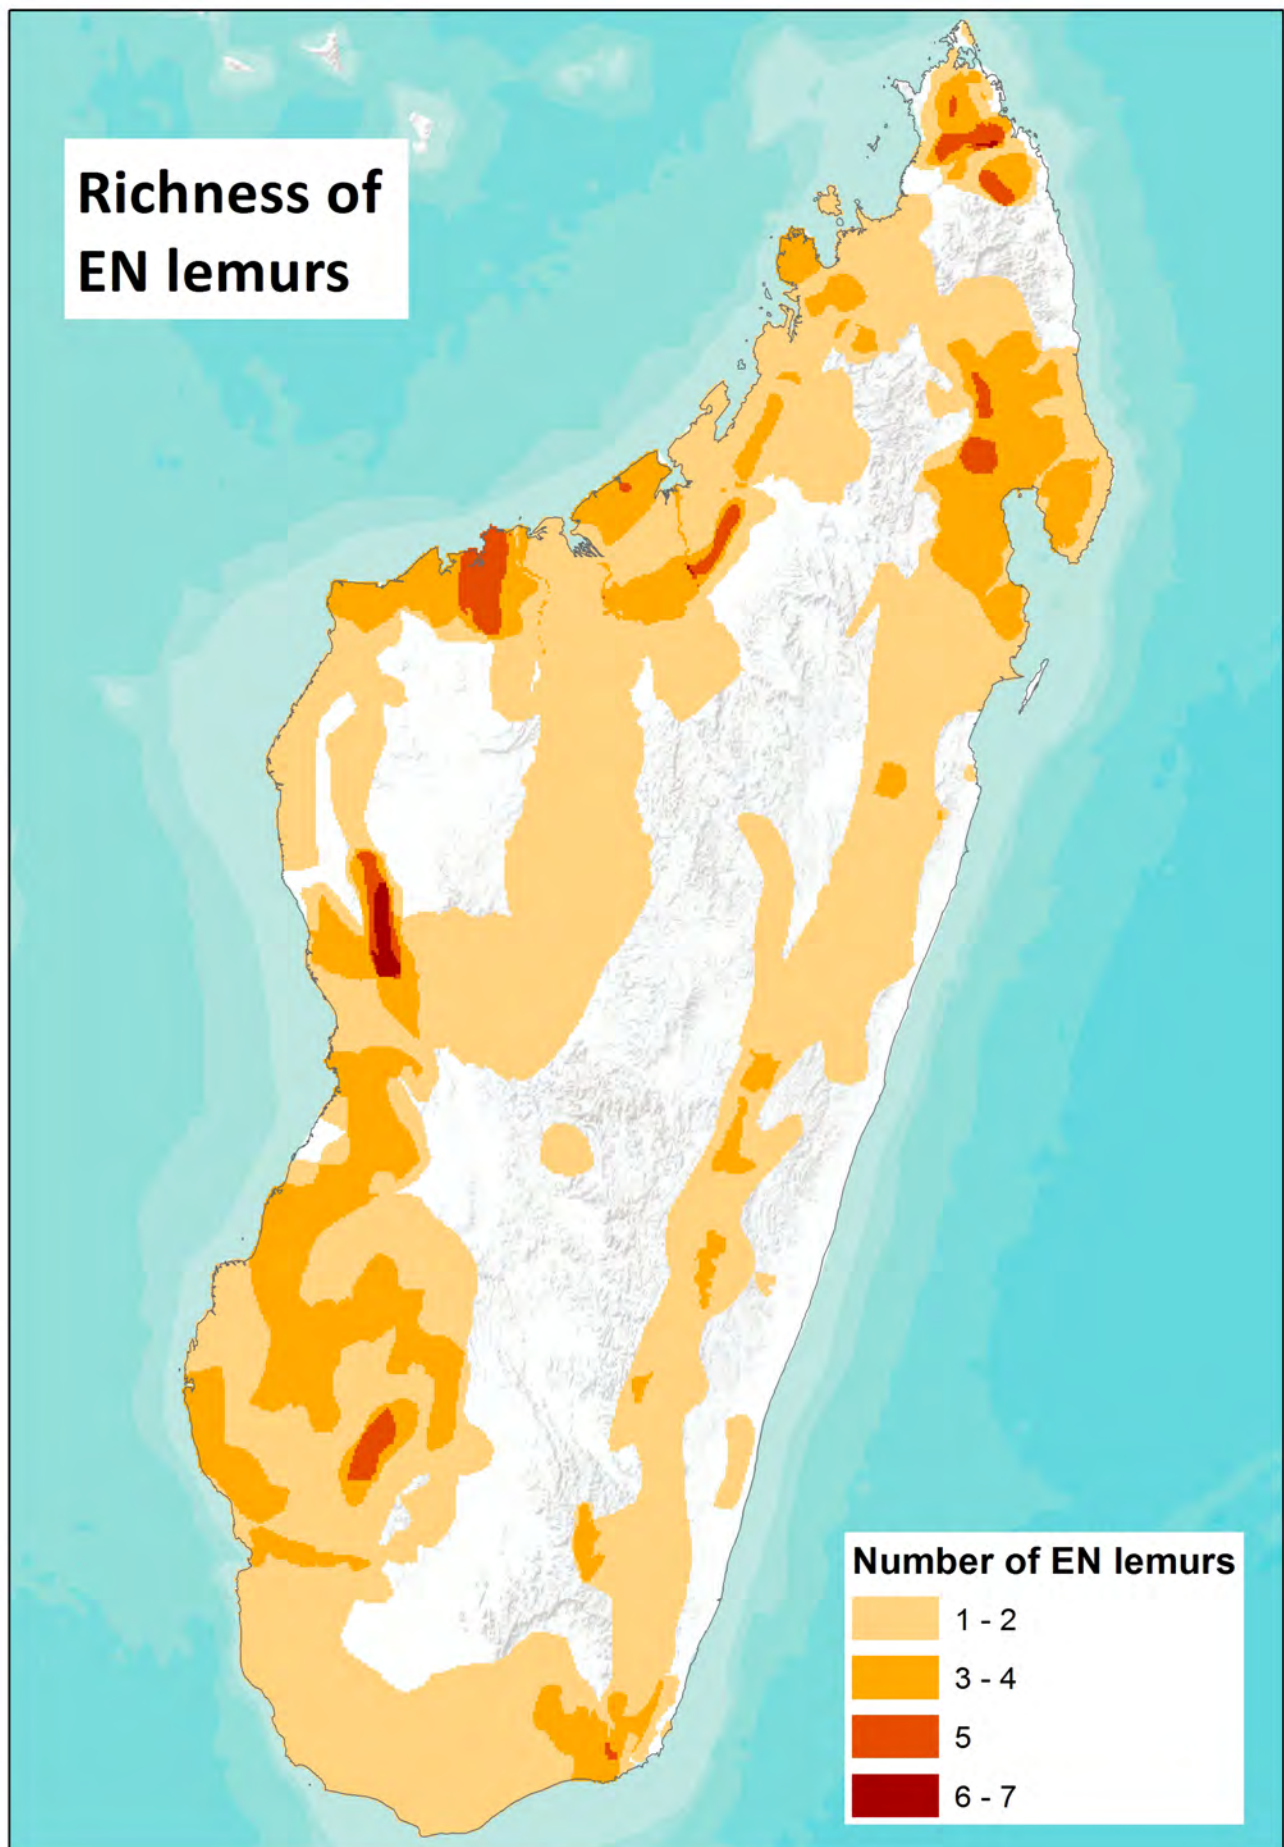 Richness of
EN lemurs
Number of EN lemurs
1 - 2
3 - 4
5
6 - 7